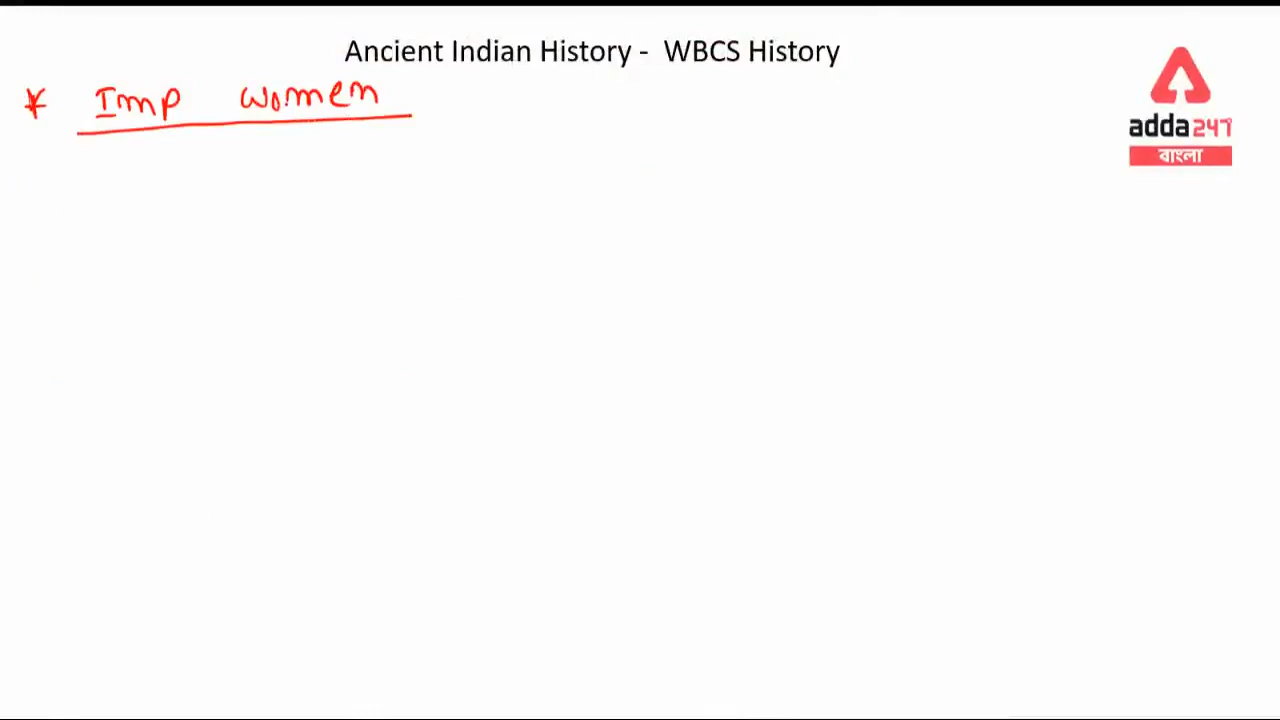 Ancient Indian History - WBCS History
* Imp women
adda247
বাংলা